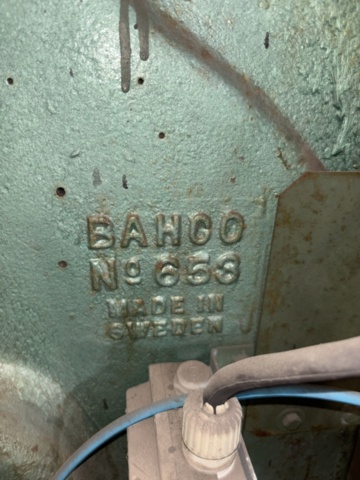 BAHCO
Nº 653
MADE IN
SWEDEN